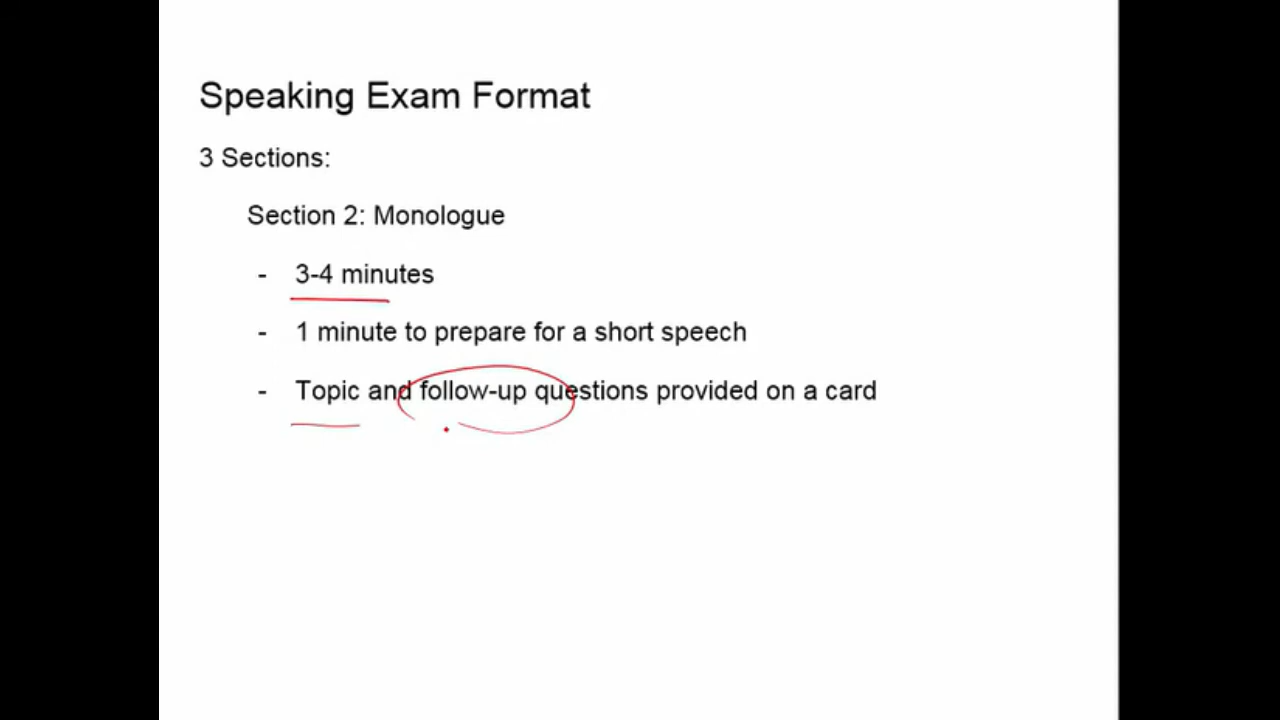 Speaking Exam Format
3 Sections:
Section 2: Monologue
- 3-4 minutes
- 1 minute to prepare for a short speech
- Topic and follow-up questions provided on a card